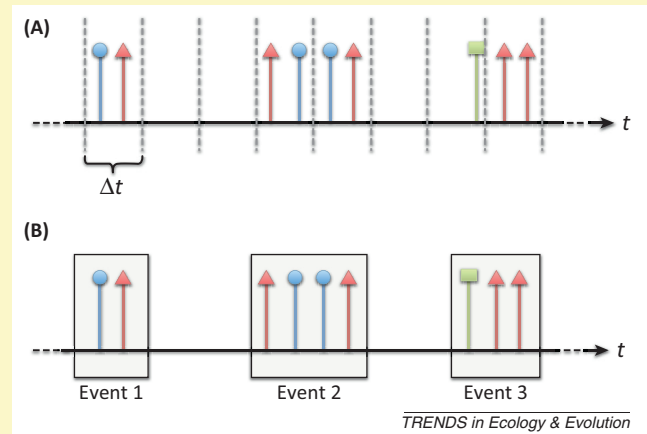 (A)
t
Δt
(B)
t
Event 1 Event 2 Event 3
TRENDS in Ecology & Evolution